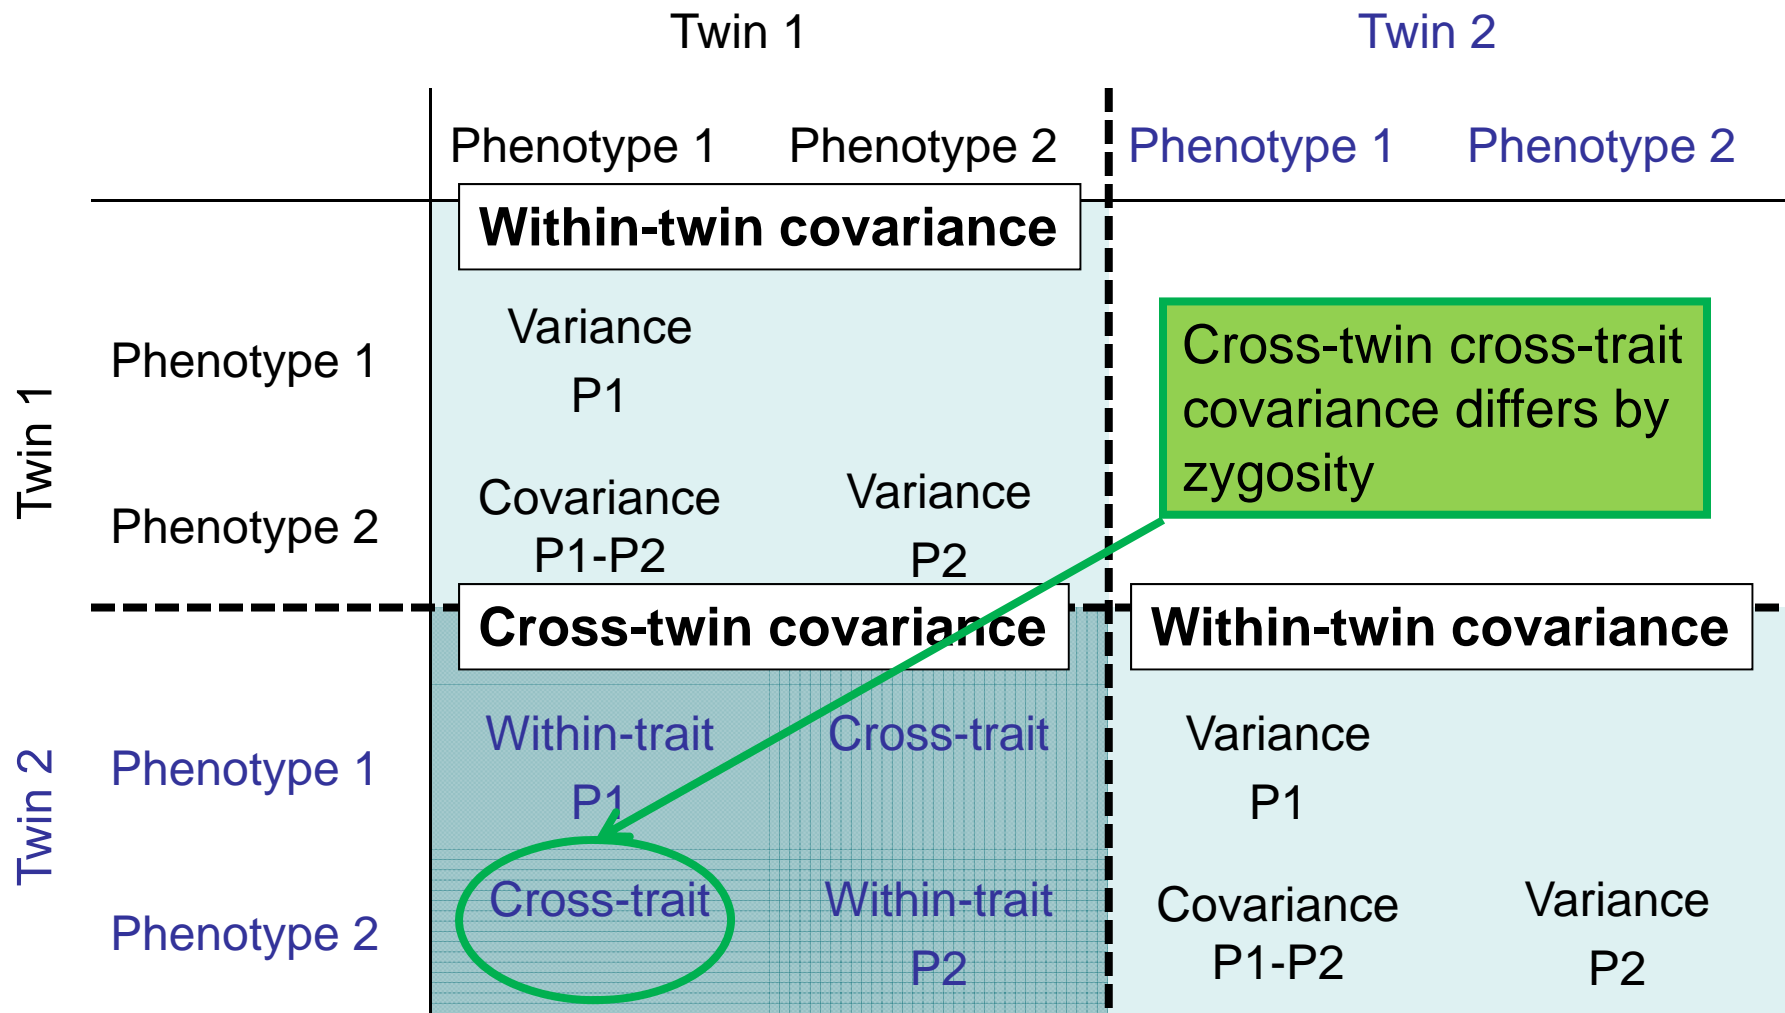 Twin 1
Twin 2
Phenotype 1
Phenotype 2
Phenotype 1
Phenotype 2
Within-twin covariance
Twin 1
Phenotype 1
Variance
P1
Cross-twin cross-trait
covariance differs by
zygosity
Phenotype 2
Covariance
P1-P2
Variance
P2
Cross-twin covariance
Within-twin covariance
Twin 2
Phenotype 1
Within-trait
P1
Cross-trait
Variance
P1
Phenotype 2
Cross-trait
Within-trait
P2
Covariance
P1-P2
Variance
P2